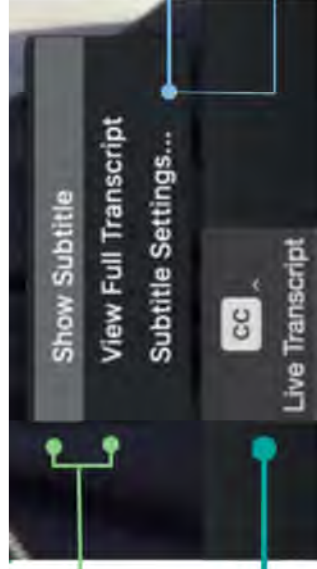 Show Subtitle
View Full Transcript
Subtitle Settings...
CC
Live Transcript